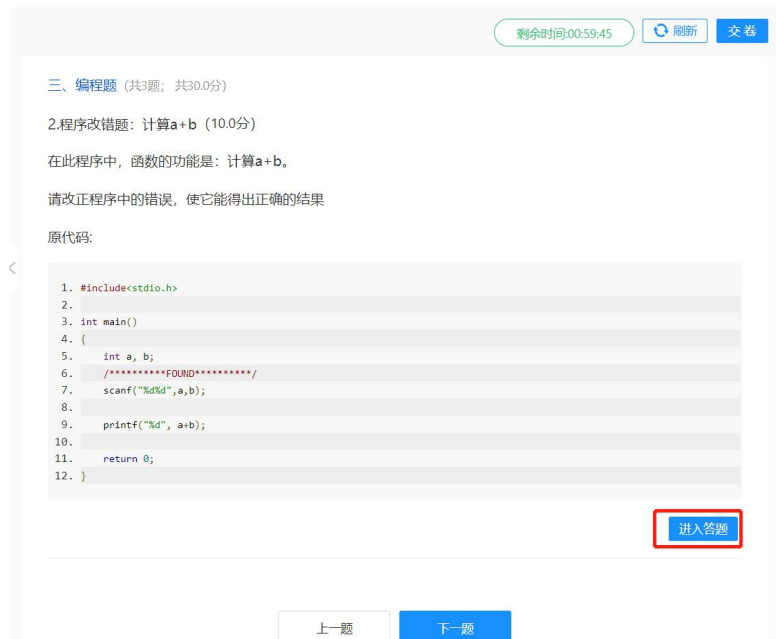 剩余时间:00:59:45 刷新 交卷
三、编程题 (共3题; 共30.0分)
2.程序改错题：计算a+b（10.0分）
在此程序中，函数的功能是：计算a+b。
请改正程序中的错误，使它能得出正确的结果
原代码:
1. #include<stdio.h>
2.
3. int main()
4. {
5. int a, b;
6. /**********FOUND**********/
7. scanf("%d%d",a,b);
8.
9. printf("%d", a+b);
10.
11. return 0;
12. }
进入答题
上一题 下一题